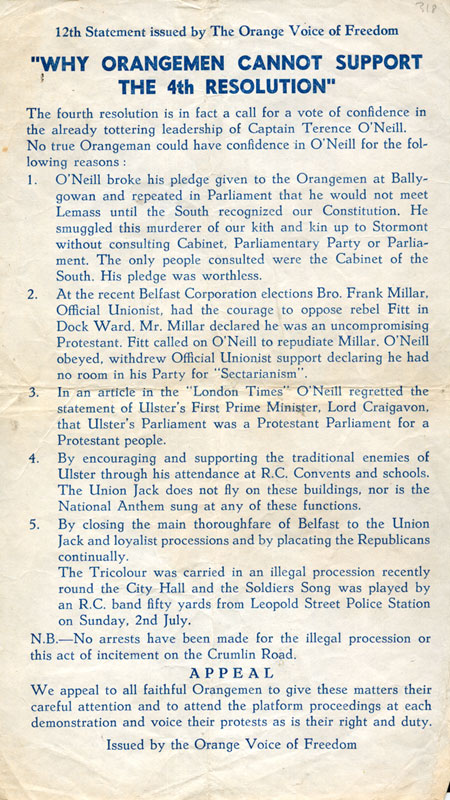 318
12th Statement issued by The Orange Voice of Freedom
"WHY ORANGEMEN CANNOT SUPPORT
THE 4th RESOLUTION"
The fourth resolution is in fact a call for a vote of confidence in
the already tottering leadership of Captain Terence O'Neill.
No true Orangeman could have confidence in O'Neill for the fol-
lowing reasons :
1. O'Neill broke his pledge given to the Orangemen at Bally-
gowan and repeated in Parliament that he would not meet
Lemass until the South recognized our Constitution. He
smuggled this murderer of our kith and kin up to Stormont
without consulting Cabinet, Parliamentary Party or Parlia-
ment. The only people consulted were the Cabinet of the
South. His pledge was worthless.
2. At the recent Belfast Corporation elections Bro. Frank Millar,
Official Unionist, had the courage to oppose rebel Fitt in
Dock Ward. Mr. Millar declared he was an uncompromising
Protestant. Fitt called on O'Neill to repudiate Millar. O'Neill
obeyed, withdrew Official Unionist support declaring he had
no room in his Party for "Sectarianism".
3. In an article in the "London Times" O'Neill regretted the
statement of Ulster's First Prime Minister, Lord Craigavon,
that Ulster's Parliament was a Protestant Parliament for a
Protestant people.
4. By encouraging and supporting the traditional enemies of
Ulster through his attendance at R.C. Convents and schools.
The Union Jack does not fly on these buildings, nor is the
National Anthem sung at any of these functions.
5. By closing the main thoroughfare of Belfast to the Union
Jack and loyalist processions and by placating the Republicans
continually.
The Tricolour was carried in an illegal procession recently
round the City Hall and the Soldiers Song was played by
an R.C. band fifty yards from Leopold Street Police Station
on Sunday, 2nd July.
N.B.—No arrests have been made for the illegal procession or
this act of incitement on the Crumlin Road.
APPEAL
We appeal to all faithful Orangemen to give these matters their
careful attention and to attend the platform proceedings at each
demonstration and voice their protests as is their right and duty.
Issued by the Orange Voice of Freedom